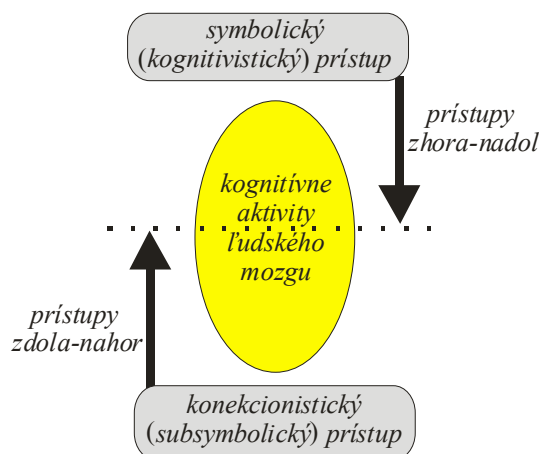 symbolický
(kognitivistický) prístup
prístupy
zhora-nadol
kognitívne
aktivity
ľudského
mozgu
prístupy
zdola-nahor
konekcionistický
(subsymbolický) prístup